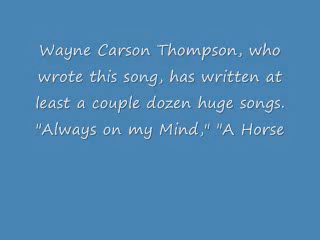 Wayne Carson Thompson, who
wrote this song, has written at
least a couple dozen huge songs.
"Always on my Mind," "A Horse